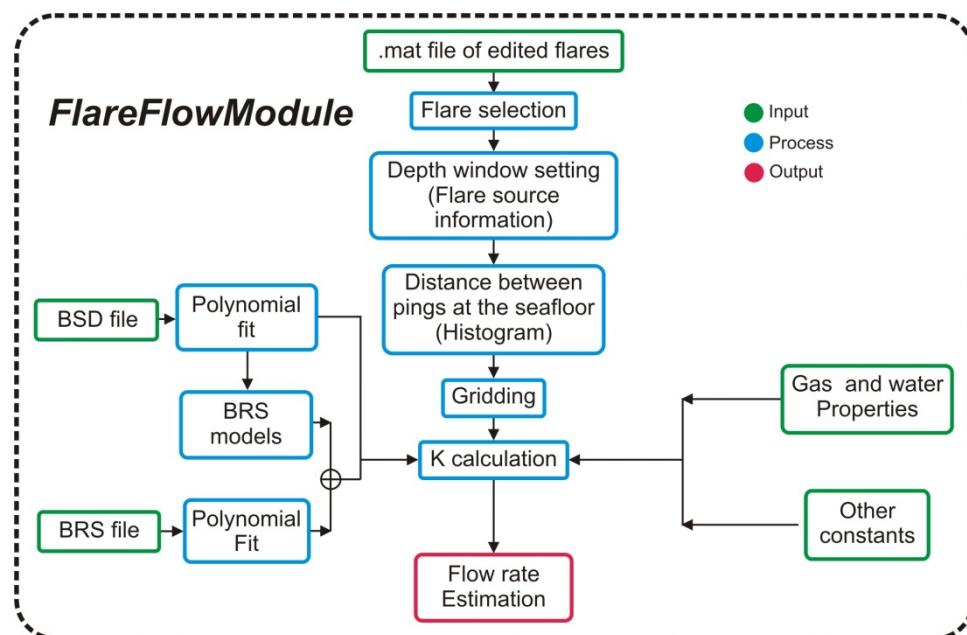 .mat file of edited flares
FlareFlowModule
Flare selection
Input
Process
Output
Depth window setting
(Flare source
information)
Distance between
pings at the seafloor
(Histogram)
BSD file
Polynomial
fit
Gridding
BRS
models
Gas and water
Properties
K calculation
BRS file
Polynomial
Fit
Other
constants
Flow rate
Estimation